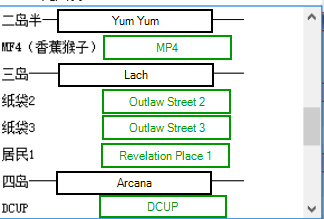 二岛半 Yum Yum
MF4（香蕉猴子） MP4
三岛 Lach
纸袋2 Outlaw Street 2
纸袋3 Outlaw Street 3
居民1 Revelation Place 1
四岛 Arcana
DCUP DCUP